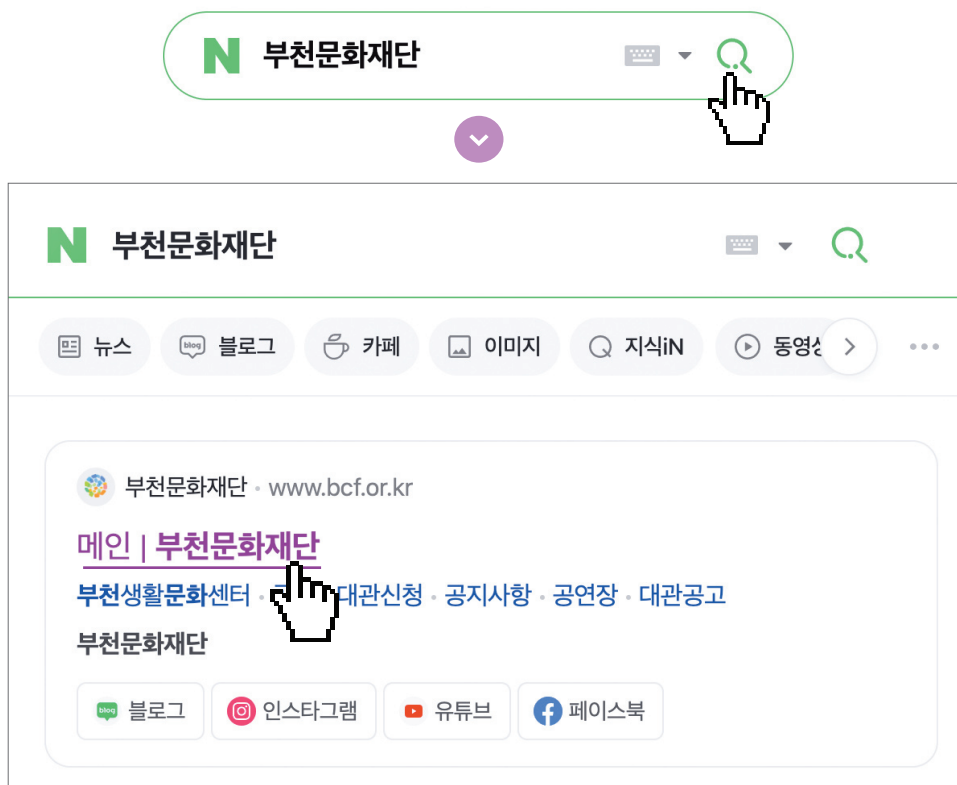 N 부천문화재단
N 부천문화재단
뉴스 blog 블로그 카페 이미지 지식iN
부천문화재단 · www.bcf.or.kr
메인 | 부천문화재단
부천생활문화센터 · 대관신청 · 공지사항 · 공연장 · 대관공고
부천문화재단
blog 블로그 인스타그램 유튜브 페이스북